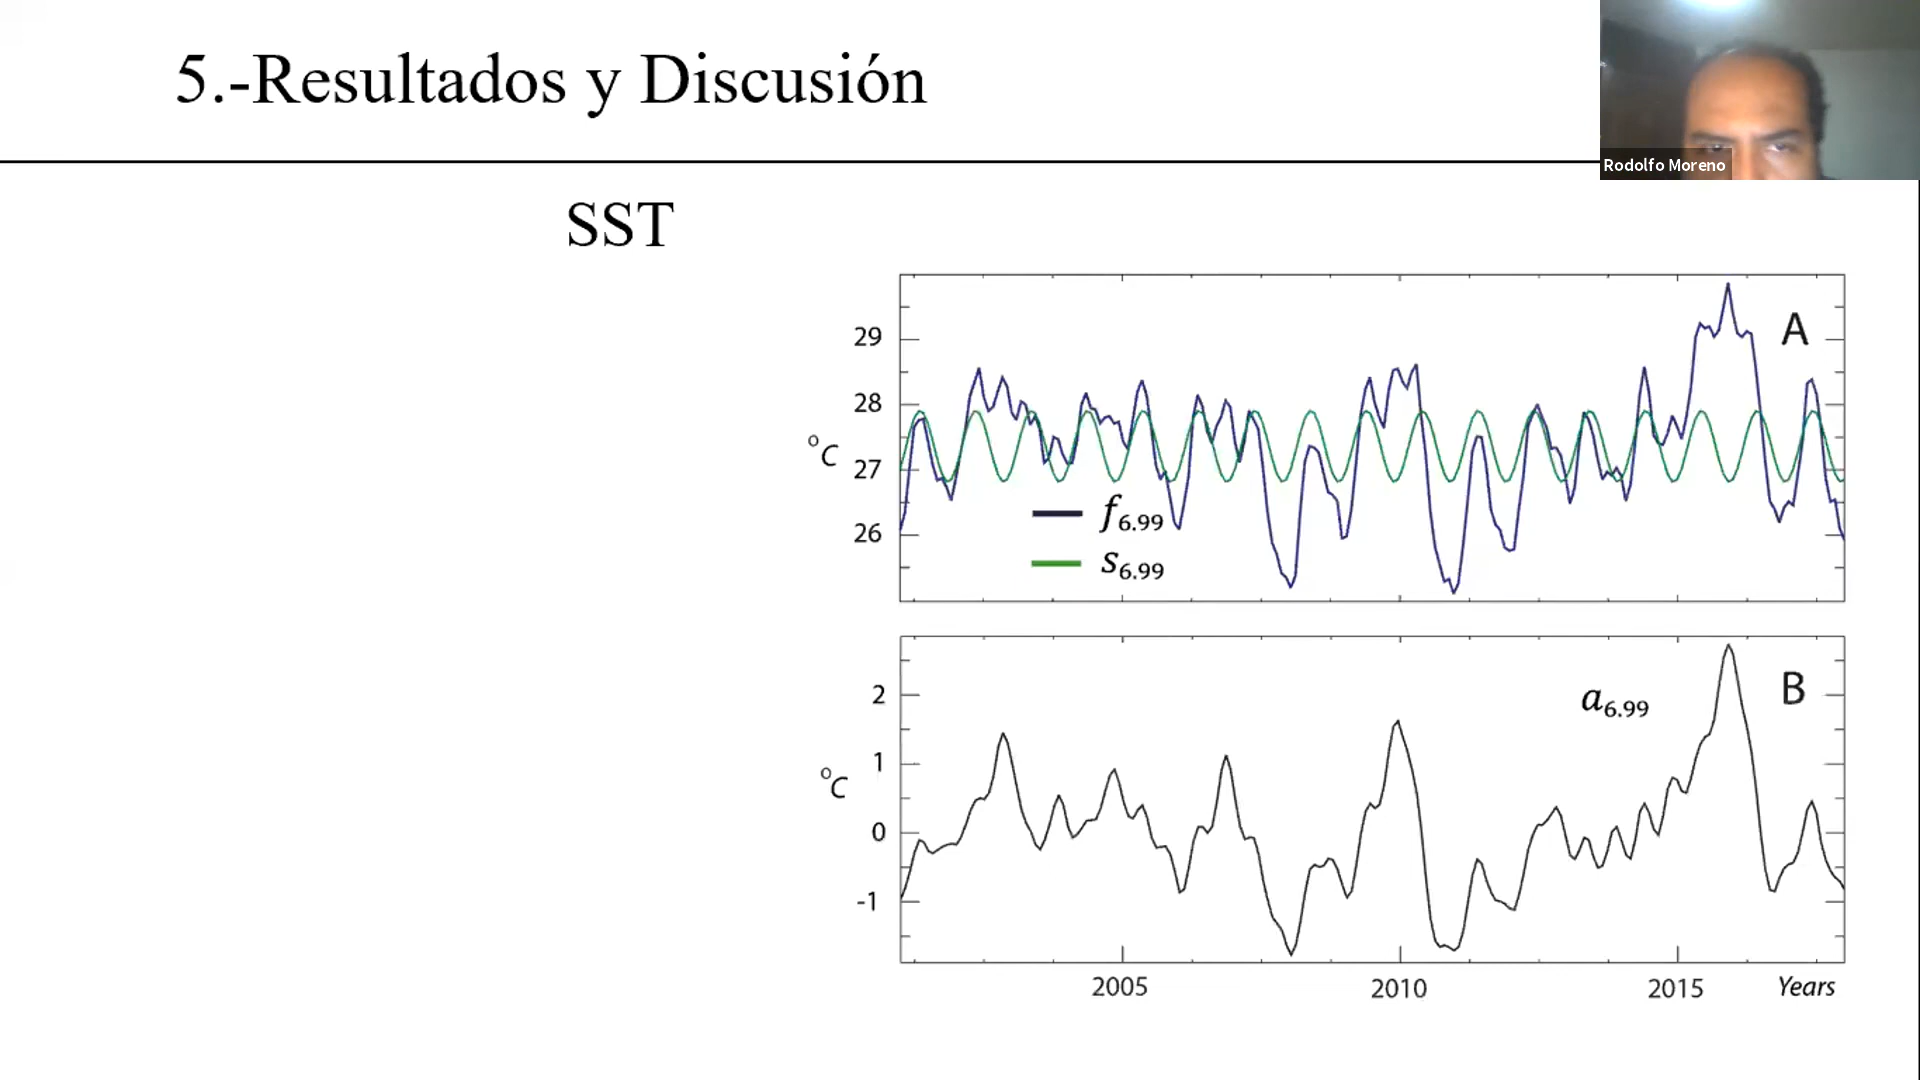 5.-Resultados y Discusión
Rodolfo Moreno
SST
A
29
28
°C
27
26
f6.99
s6.99
B
a6.99
2
1
°C
0
-1
2005
2010
2015
Years